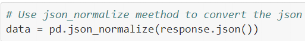 # Use json_normalize meethod to convert the json
data = pd.json_normalize(response.json())